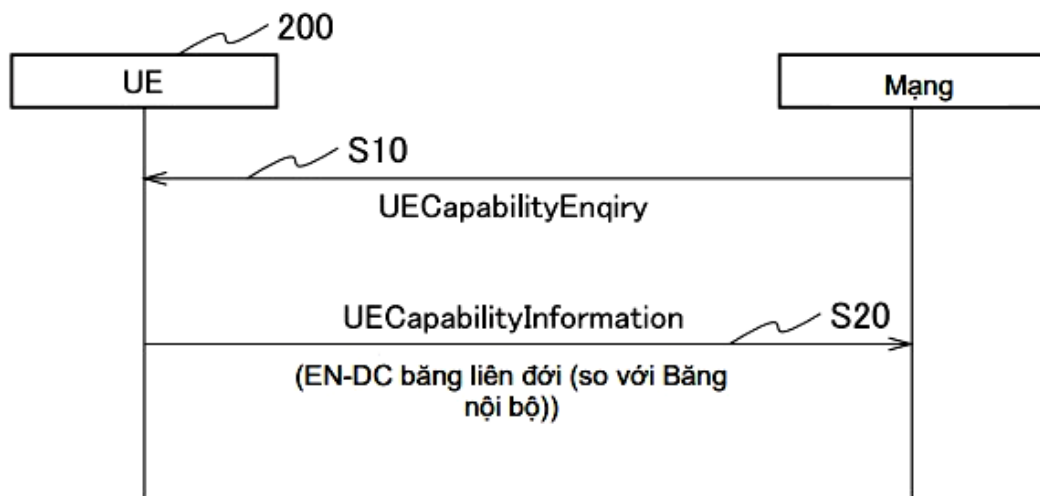 200
UE
Mạng
S10
UECapabilityEnqiry
UECapabilityInformation
S20
(EN-DC băng liên đới (so với Băng
nội bộ))